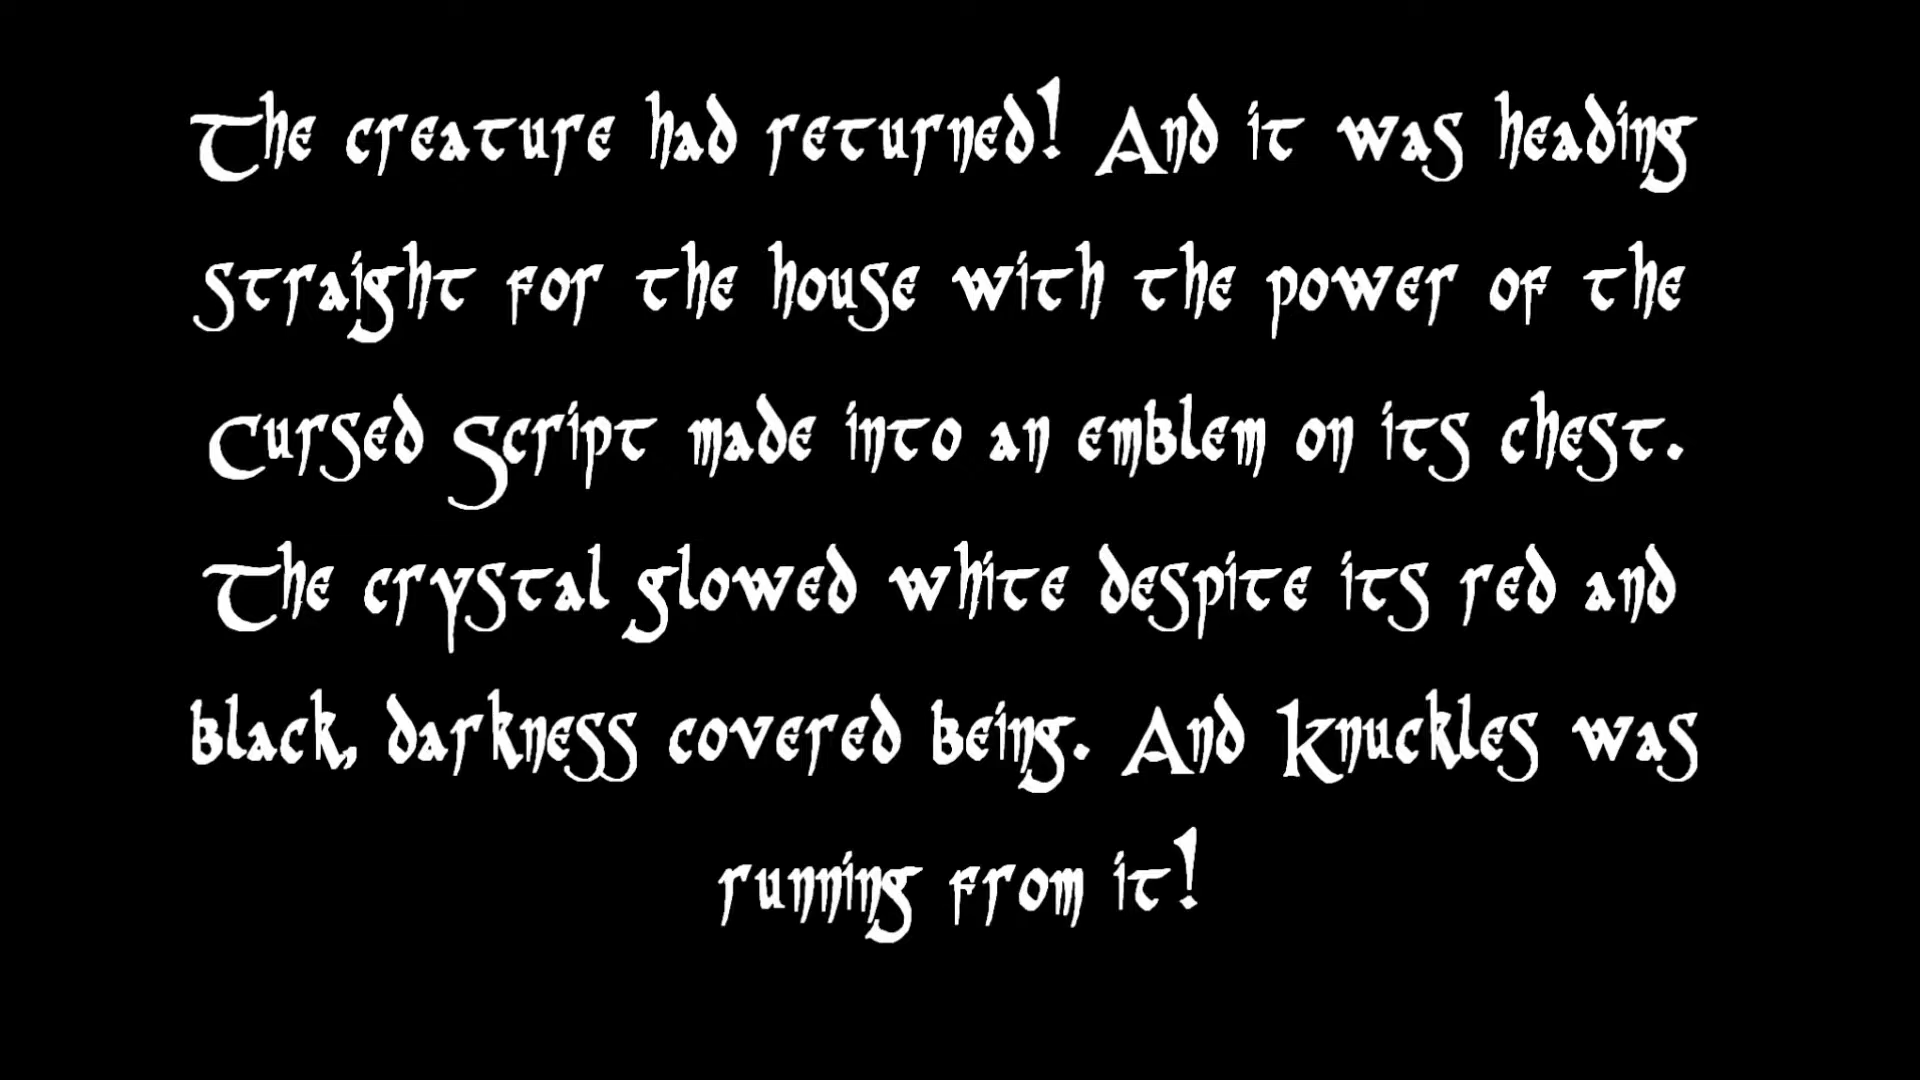 The creature had returned! And it was heading
straight for the house with the power of the
Cursed Script made into an emblem on its chest.
The crystal glowed white despite its red and
black, darkness covered being. And Knuckles was
running from it!